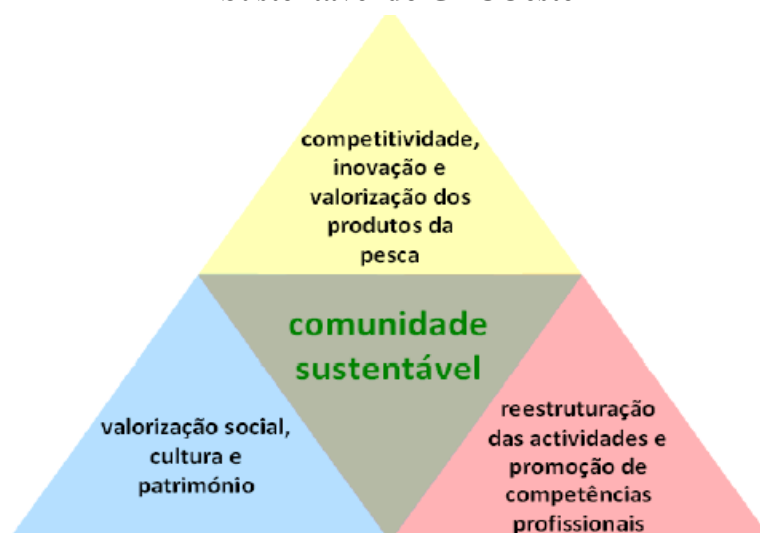 competitividade,
inovação e
valorização dos
produtos da
pesca
comunidade
sustentável
valorização social,
cultura e
património
reestruturação
das actividades e
promoção de
competências
profissionais